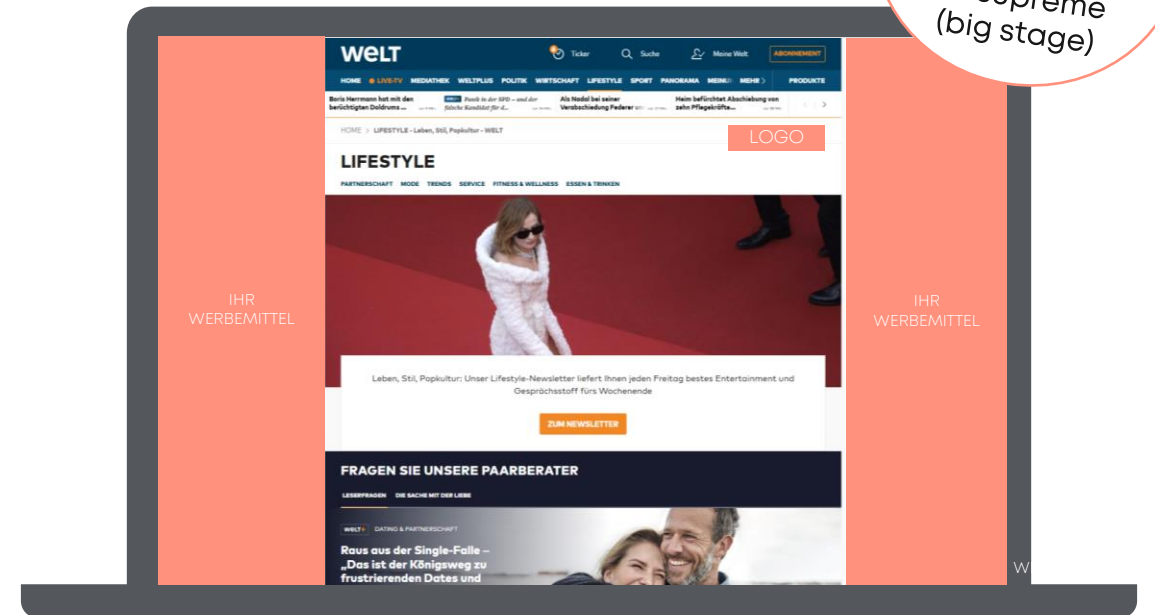 supreme
(big stage)
WELT
Ticker
Suche
Meine Welt
ABONNEMENT
HOME LIVE-TV MEDIATHEK WELTPLUS POLITIK WIRTSCHAFT LIFESTYLE SPORT PANORAMA MEINU MEHR > PRODUKTE
Boris Herrmann hat mit den
berüchtigten Doldrums ...
Panik in der SPD – und der
falsche Kandidat für d...
Als Nadal bei seiner
Verabschiedung Federer
Heim befürchtet Abschiebung von
zehn Pflegekräfte...
HOME > LIFESTYLE - Leben, Stil, Popkultur - WELT
LOGO
LIFESTYLE
PARTNERSCHAFT MODE TRENDS SERVICE FITNESS & WELLNESS ESSEN & TRINKEN
IHR
WERBEMITTEL
IHR
WERBEMITTEL
Leben, Stil, Popkultur: Unser Lifestyle-Newsletter liefert Ihnen jeden Freitag bestes Entertainment und
Gesprächsstoff fürs Wochenende
ZUM NEWSLETTER
FRAGEN SIE UNSERE PAARBERATER
LESERFRAGEN DIE SACHE MIT DER LIEBE
WELT+ DATING & PARTNERSCHAFT
Raus aus der Single-Falle –
„Das ist der Königsweg zu
frustrierenden Dates und
W